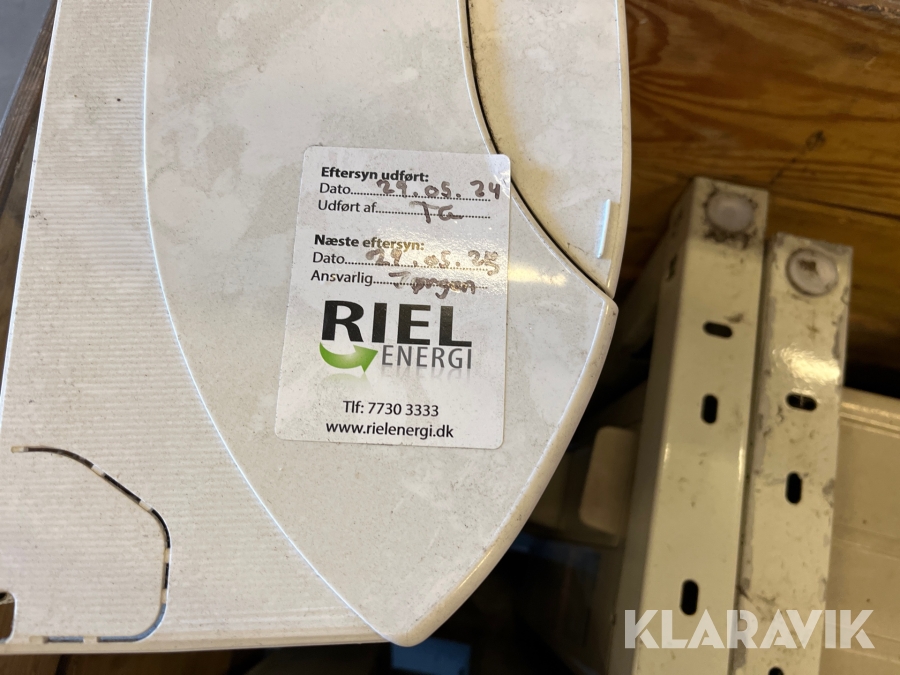 Eftersyn udført:
Dato 29.05.24
Udført af TG
Næste eftersyn:
Dato 29.05.25
Ansvarlig Jørgen
RIEL
ENERGI
Tlf: 7730 3333
www.rielenergi.dk
KLARAVIK